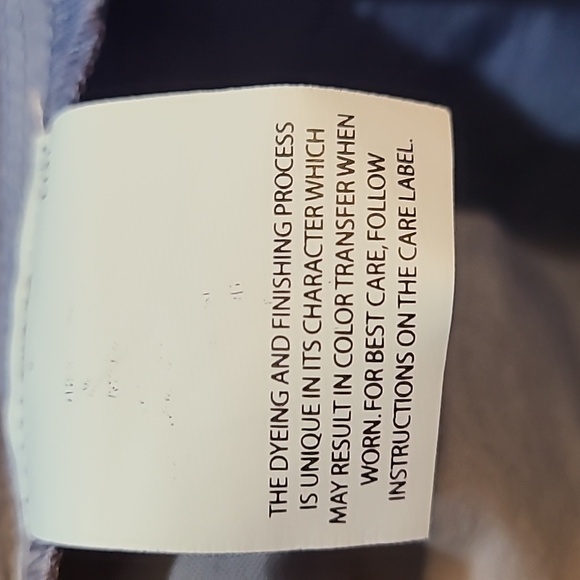 THE DYEING AND FINISHING PROCESS
IS UNIQUE IN ITS CHARACTER WHICH
MAY RESULT IN COLOR TRANSFER WHEN
WORN. FOR BEST CARE, FOLLOW
INSTRUCTIONS ON THE CARE LABEL.